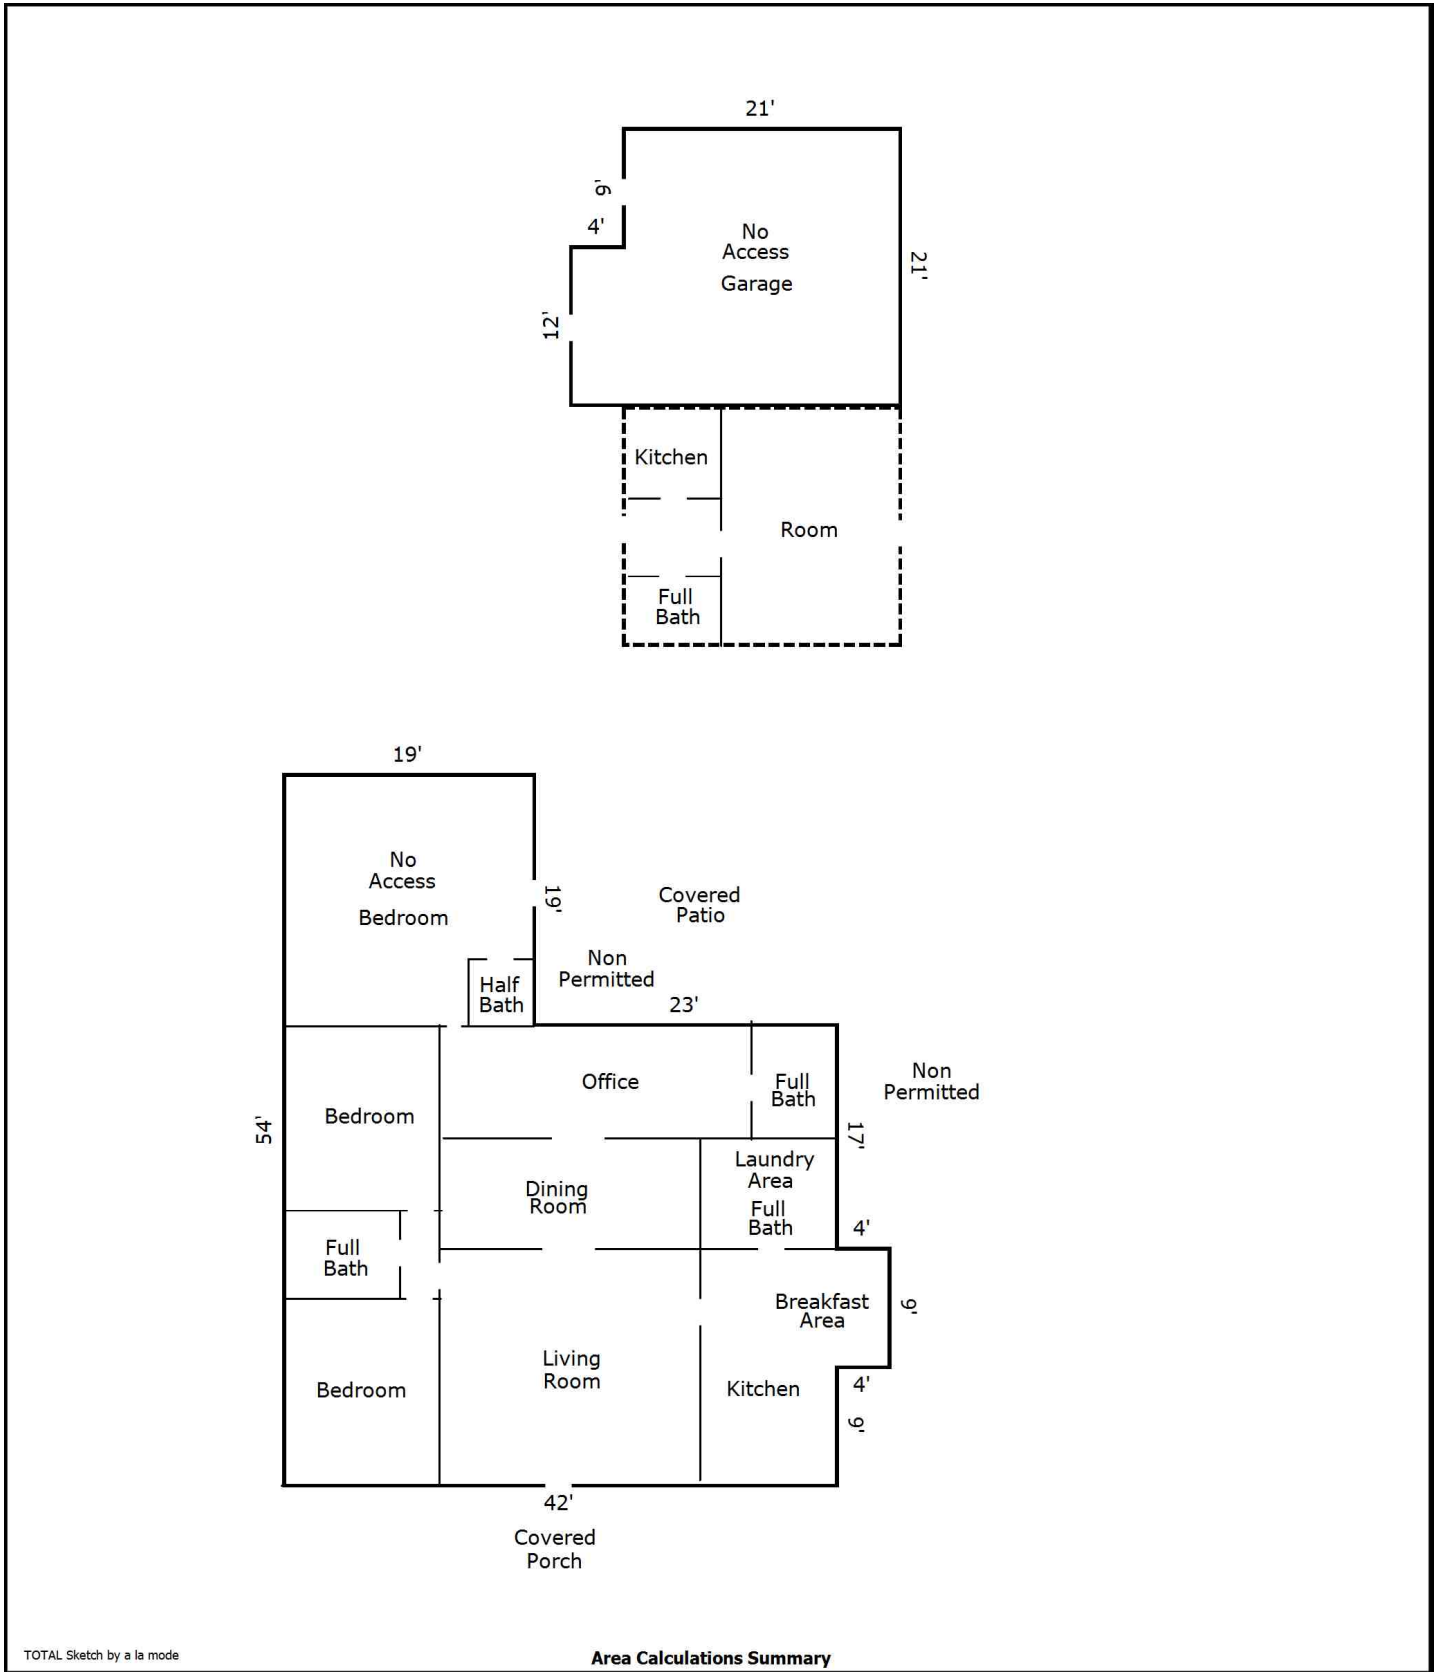 21'
9'
4'
No
Access
Garage
21'
12'
Kitchen
Room
Full
Bath
19'
No
Access
Bedroom
19'
Covered
Patio
Non
Permitted
Half
Bath
23'
Office
Full
Bath
Non
Permitted
Bedroom
54'
17'
Laundry
Area
Dining
Room
Full
Bath
4'
Full
Bath
Breakfast
Area
9'
Living
Room
Bedroom
Kitchen
4'
9'
42'
Covered
Porch
TOTAL Sketch by a la mode
Area Calculations Summary